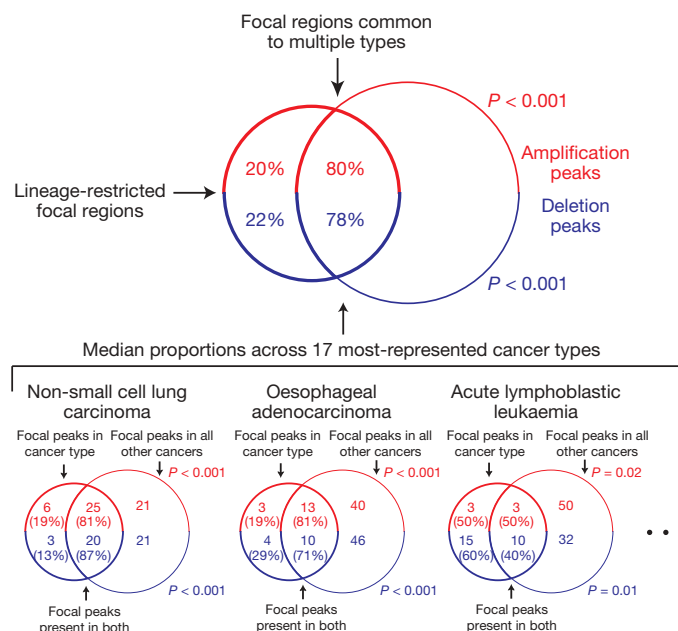 Focal regions common
to multiple types
P < 0.001
20%
80%
Amplification
peaks
Lineage-restricted
focal regions
22%
78%
Deletion
peaks
P < 0.001
Median proportions across 17 most-represented cancer types
Non-small cell lung
carcinoma
Focal peaks in
cancer type
Focal peaks in all
other cancers
P < 0.001
6
(19%)
25
(81%)
21
3
(13%)
20
(87%)
21
P < 0.001
Focal peaks
present in both
Oesophageal
adenocarcinoma
Focal peaks in
cancer type
Focal peaks in all
other cancers
P < 0.001
3
(19%)
13
(81%)
40
4
(29%)
10
(71%)
46
P < 0.001
Focal peaks
present in both
Acute lymphoblastic
leukaemia
Focal peaks in
cancer type
Focal peaks in all
other cancers
P = 0.02
3
(50%)
3
(50%)
50
15
(60%)
10
(40%)
32
P = 0.01
Focal peaks
present in both